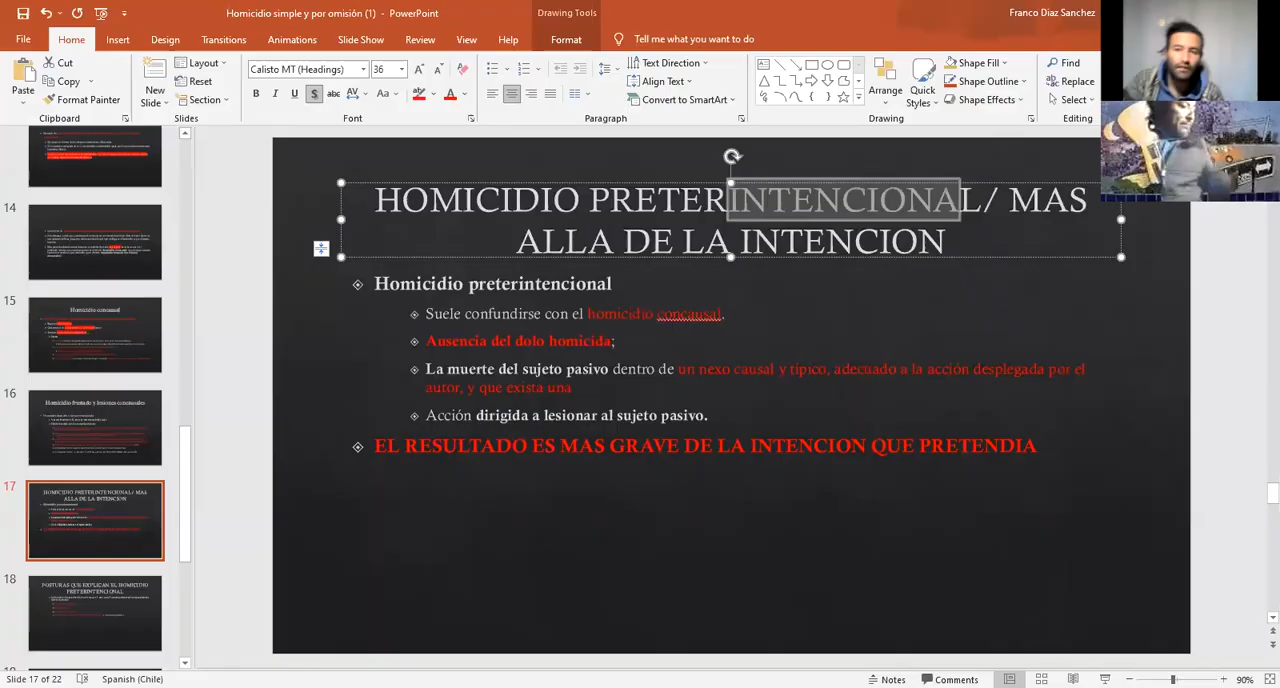 Homicidio simple y por omisión (1) - PowerPoint
Drawing Tools
Franco Diaz Sanchez
File Home Insert Design Transitions Animations Slide Show Review View Help Format Tell me what you want to do
Paste
Cut
Copy
Format Painter
Clipboard
New
Slide
Layout
Reset
Section
Slides
Calisto MT (Headings) 36
B I U S abc AV Aa A
Font
Text Direction
Align Text
Convert to SmartArt
Paragraph
Arrange
Quick
Styles
Shape Fill
Shape Outline
Shape Effects
Drawing
Find
Replace
Select
Editing
14
15
Homicidio concausal
16
Homicidio frustrado y lesiones concausales
17
HOMICIDIO PRETERINTENCIONAL/ MAS
ALLA DE LA INTENCION
18
POSTURAS QUE EXPLICAN EL HOMICIDIO
PRETERINTENCIONAL
HOMICIDIO PRETERINTENCIONAL/ MAS
ALLA DE LA INTENCION
Homicidio preterintencional
Suele confundirse con el homicidio concausal.
Ausencia del dolo homicida;
La muerte del sujeto pasivo dentro de un nexo causal y típico, adecuado a la acción desplegada por el
autor, y que exista una
Acción dirigida a lesionar al sujeto pasivo.
EL RESULTADO ES MAS GRAVE DE LA INTENCION QUE PRETENDIA
Slide 17 of 22 Spanish (Chile) Notes Comments 90%